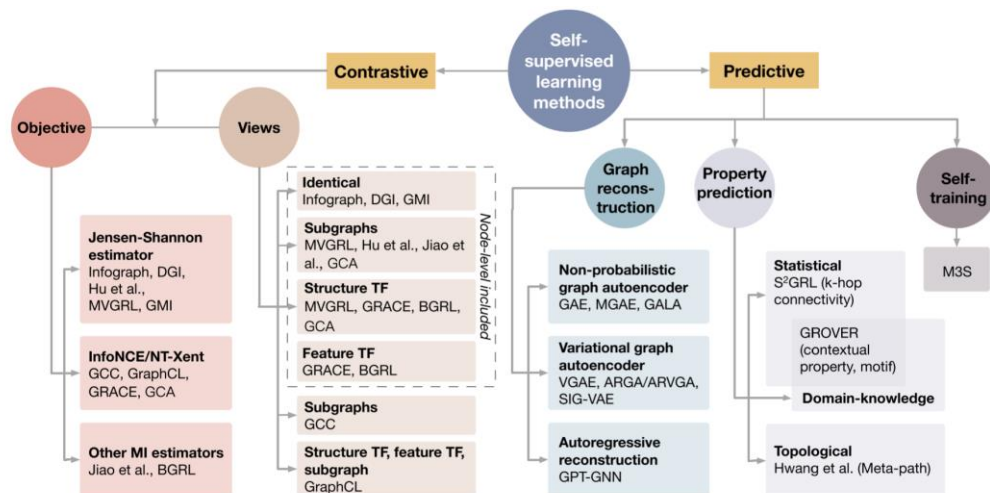 Self-
supervised
learning
methods
Contrastive
Predictive
Objective
Views
Graph
recons-
truction
Property
prediction
Self-
training
Jensen-Shannon
estimator
Infograph, DGI,
Hu et al.,
MVGRL, GMI
InfoNCE/NT-Xent
GCC, GraphCL,
GRACE, GCA
Other MI estimators
Jiao et al., BGRL
Identical
Infograph, DGI, GMI
Subgraphs
MVGRL, Hu et al., Jiao et
al., GCA
Structure TF
MVGRL, GRACE, BGRL,
GCA
Feature TF
GRACE, BGRL
Node-level included
Subgraphs
GCC
Structure TF, feature TF,
subgraph
GraphCL
Non-probabilistic
graph autoencoder
GAE, MGAE, GALA
Variational graph
autoencoder
VGAE, ARGA/ARVGA,
SIG-VAE
Autoregressive
reconstruction
GPT-GNN
Statistical
S²GRL (k-hop
connectivity)
GROVER
(contextual
property, motif)
Domain-knowledge
Topological
Hwang et al. (Meta-path)
M3S